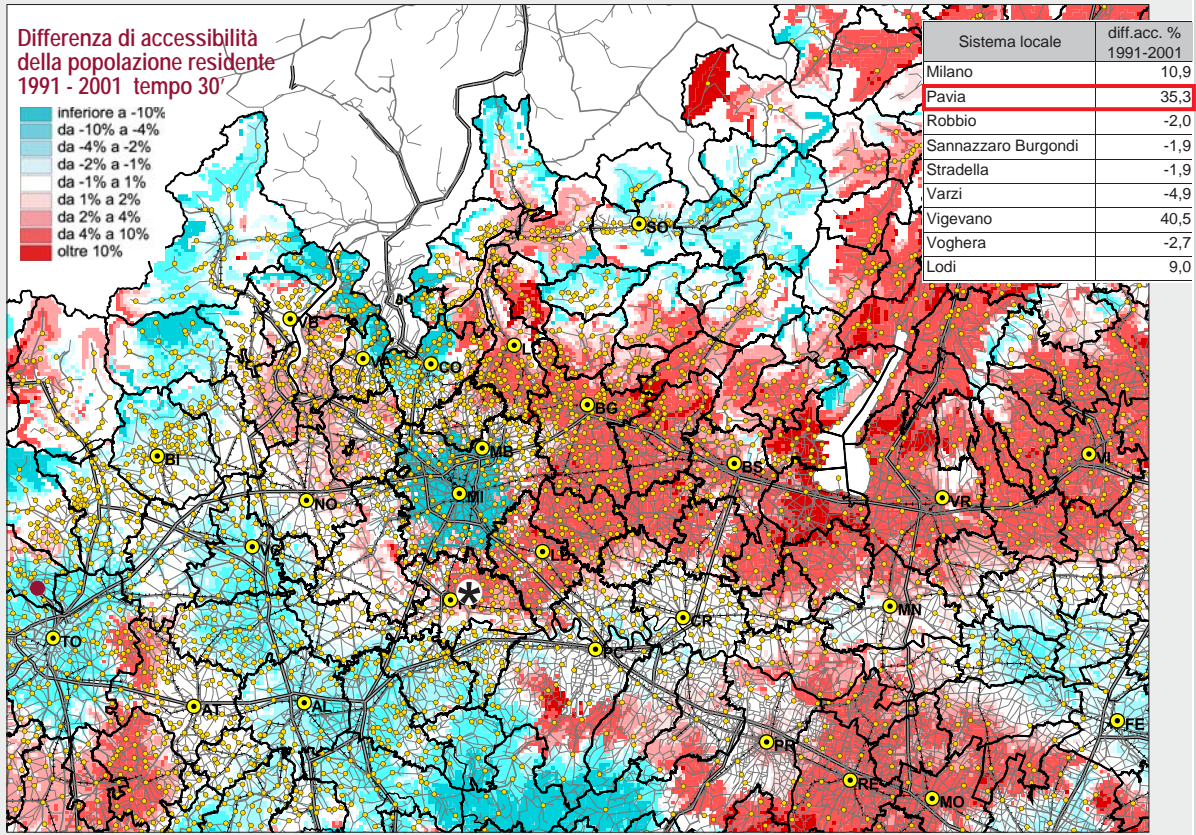 Differenza di accessibilità
della popolazione residente
1991 - 2001 tempo 30'
inferiore a -10%
da -10% a -4%
da -4% a -2%
da -2% a -1%
da -1% a 1%
da 1% a 2%
da 2% a 4%
da 4% a 10%
oltre 10%
Sistema locale diff.acc. % 1991-2001
Milano 10,9
Pavia 35,3
Robbio -2,0
Sannazzaro Burgondi -1,9
Stradella -1,9
Varzi -4,9
Vigevano 40,5
Voghera -2,7
Lodi 9,0
SO
VB
CO
BG
MB
BI
BS
VI
MI
NO
VR
*
MN
CR
TO
PC
AT
AL
FE
PR
RE
MO